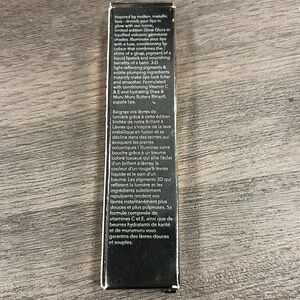 Inspired by molten, metallic
lava - drench your lips in
glow with our iconic,
limited edition Glow Gloss in
liquified volcanic gemstone
shades. Illuminate your lips
with a luxe, conditioning lip
colour that combines the
shine of a gloss, pigment of a
liquid lipstick and nourishing
benefits of a balm. 3D
light-reflecting pigments &
subtle plumping ingredients
instantly make lips look fuller
and smoother. Formulated
with conditioning Vitamin C
& E and hydrating Shea &
Muru Muru Butters for soft,
supple lips.
Baignez vos lèvres de
lumière grâce à cette édition
limitée de notre Brillant à
Lèvres qui s'inspire de la lave
métallique en fusion et se
décline dans des teintes qui
évoquent les pierres
volcaniques ! Illuminez votre
bouche grâce à un baume
coloré luxueux qui allie l'éclat
d'un brillant à lèvres, la
couleur d'un rouge à lèvres
liquide et le soin d'un
baume. Les pigments 3D qui
reflètent la lumière et les
ingrédients subtilement
repulpants rendent vos
lèvres instantanément plus
douces et plus pulpeuses. Sa
formule composée de
vitamines C et E, ainsi que de
beurres hydratants de karité
et de murumuru vous
garantira des lèvres douces
et souples.